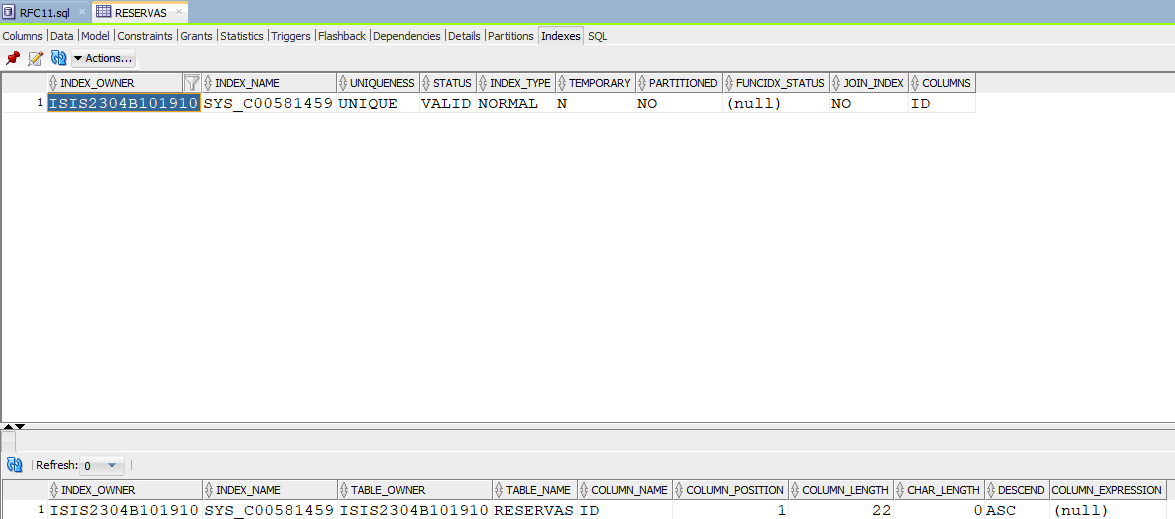 RFC11.sql × RESERVAS ×
Columns | Data | Model | Constraints | Grants | Statistics | Triggers | Flashback | Dependencies | Details | Partitions | Indexes | SQL
Actions...
INDEX_OWNER INDEX_NAME UNIQUENESS STATUS INDEX_TYPE TEMPORARY PARTITIONED FUNCIDX_STATUS JOIN_INDEX COLUMNS
1 ISIS2304B101910 SYS_C00581459 UNIQUE VALID NORMAL N NO (null) NO ID
Refresh: 0
INDEX_OWNER INDEX_NAME TABLE_OWNER TABLE_NAME COLUMN_NAME COLUMN_POSITION COLUMN_LENGTH CHAR_LENGTH DESCEND COLUMN_EXPRESSION
1 ISIS2304B101910 SYS_C00581459 ISIS2304B101910 RESERVAS ID 1 22 0 ASC (null)